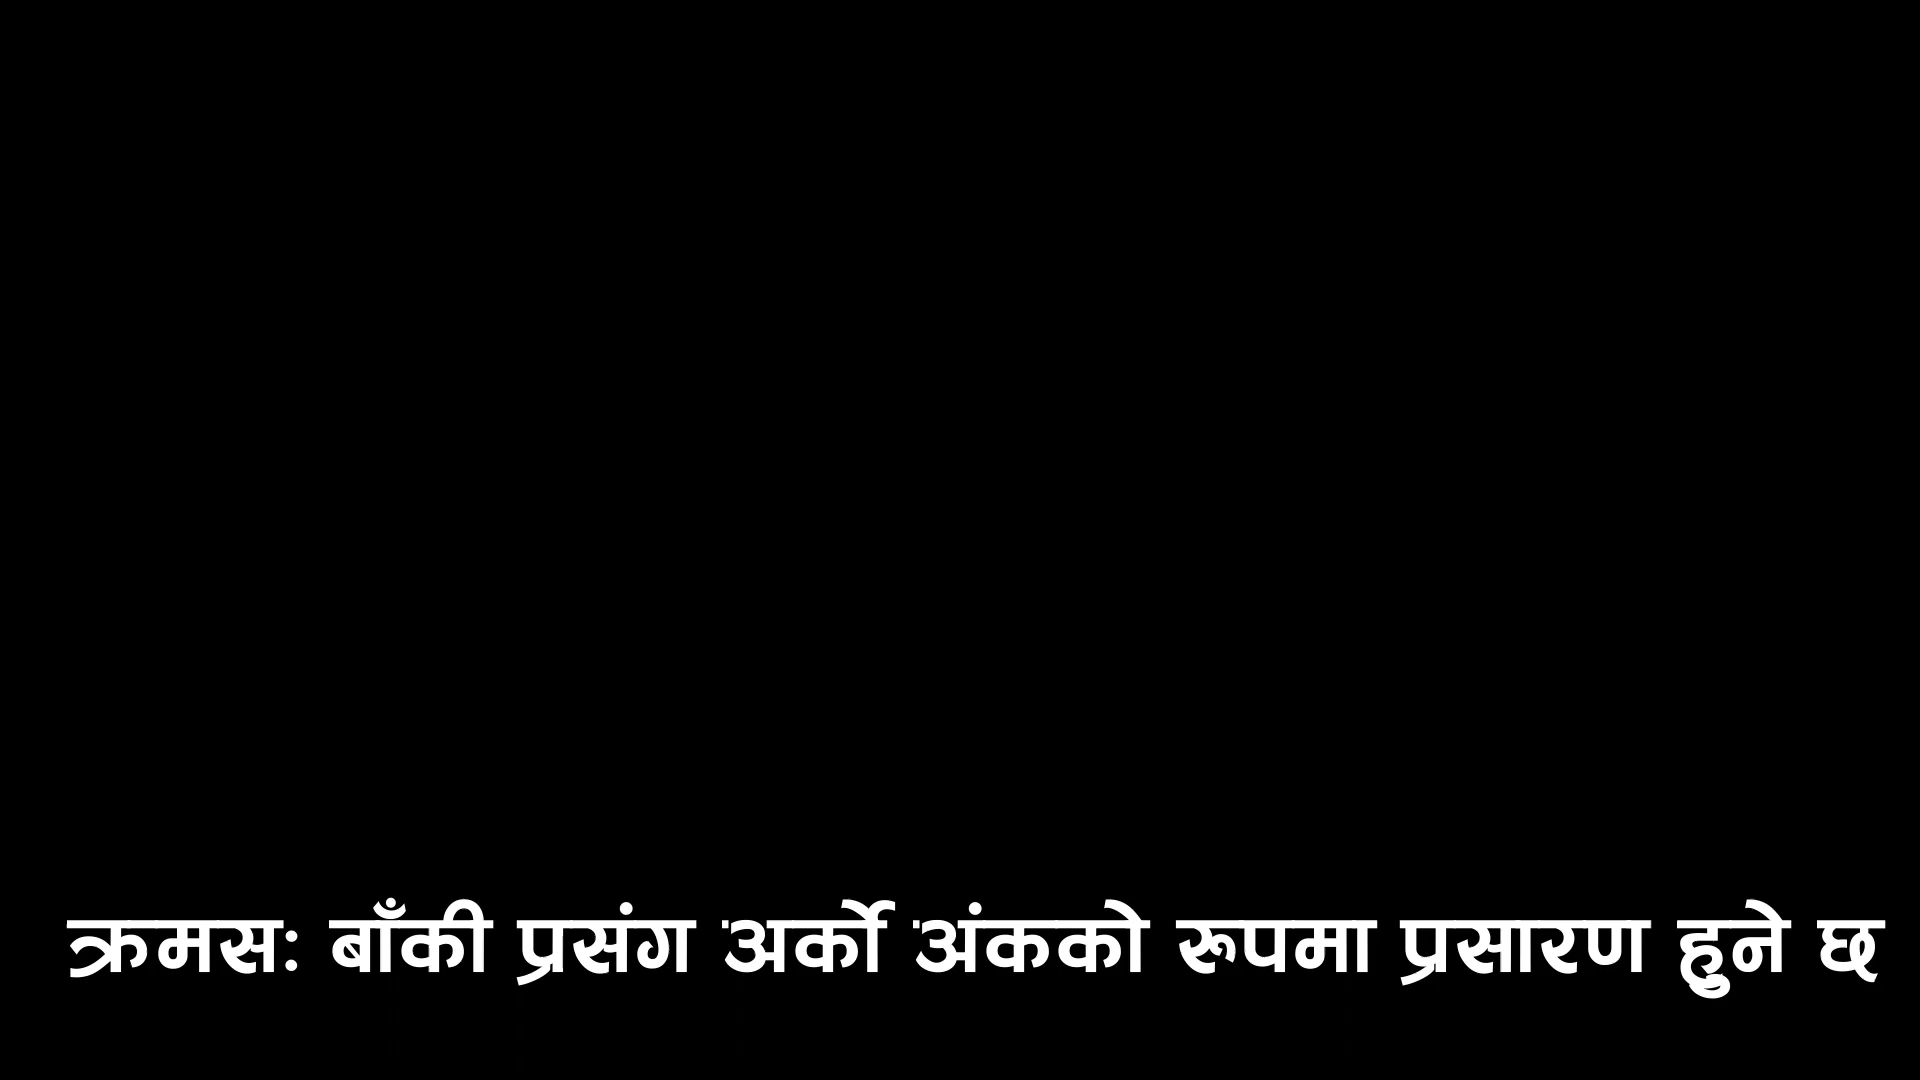 क्रमसः बाँकी प्रसंग अर्को अंकको रूपमा प्रसारण हुने छ